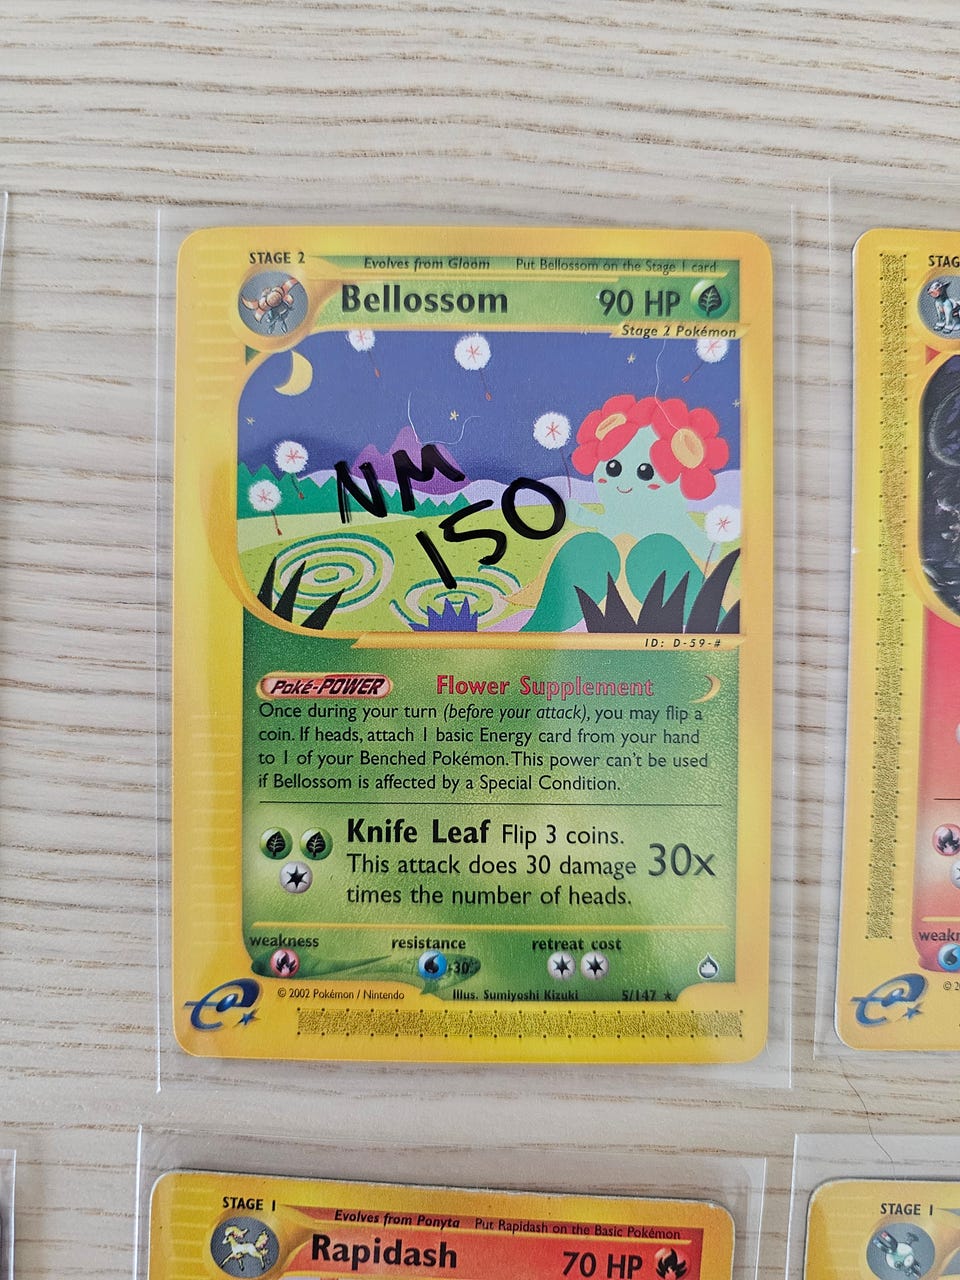 STAGE 2
Evolves from Gloom Put Bellossom on the Stage 1 card
Bellossom 90 HP
Stage 2 Pokémon
NM
150
ID: D-59-#
Poké-POWER Flower Supplement
Once during your turn (before your attack), you may flip a
coin. If heads, attach 1 basic Energy card from your hand
to 1 of your Benched Pokémon. This power can't be used
if Bellossom is affected by a Special Condition.
Knife Leaf Flip 3 coins.
This attack does 30 damage 30x
times the number of heads.
weakness resistance retreat cost
-30
© 2002 Pokémon / Nintendo Illus. Sumiyoshi Kizuki 5/147 ★
e
STAG
weakn
© 2
e
STAGE 1
Evolves from Ponyta Put Rapidash on the Basic Pokémon
Rapidash 70 HP
STAGE 1